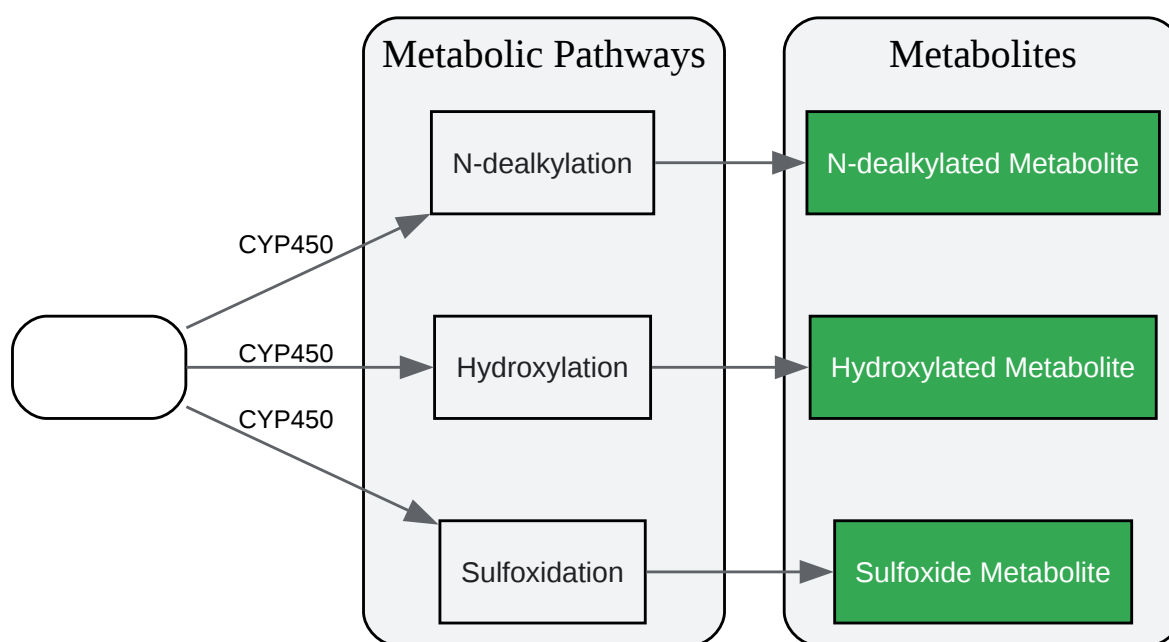 Metabolic Pathways
Metabolites
N-dealkylation
N-dealkylated Metabolite
CYP450
CYP450
Hydroxylation
Hydroxylated Metabolite
CYP450
Sulfoxidation
Sulfoxide Metabolite